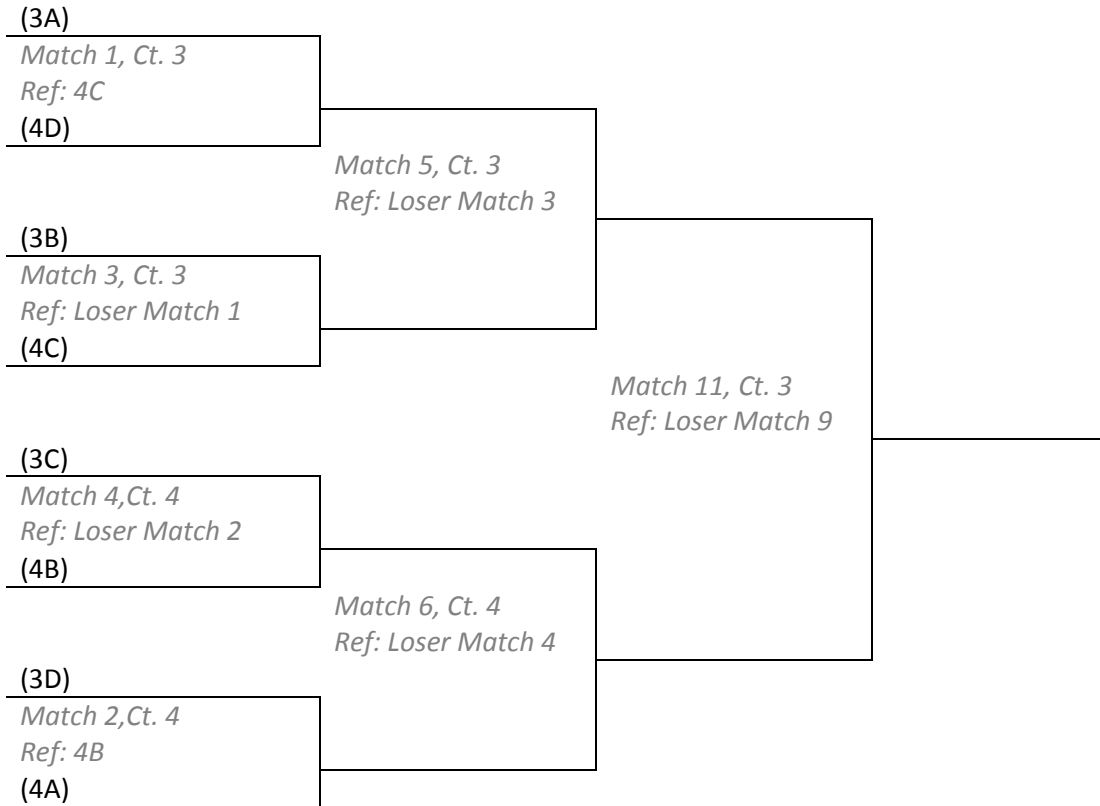 (3A)
Match 1, Ct. 3
Ref: 4C
(4D)
Match 5, Ct. 3
Ref: Loser Match 3
(3B)
Match 3, Ct. 3
Ref: Loser Match 1
(4C)
Match 11, Ct. 3
Ref: Loser Match 9
(3C)
Match 4,Ct. 4
Ref: Loser Match 2
(4B)
Match 6, Ct. 4
Ref: Loser Match 4
(3D)
Match 2,Ct. 4
Ref: 4B
(4A)